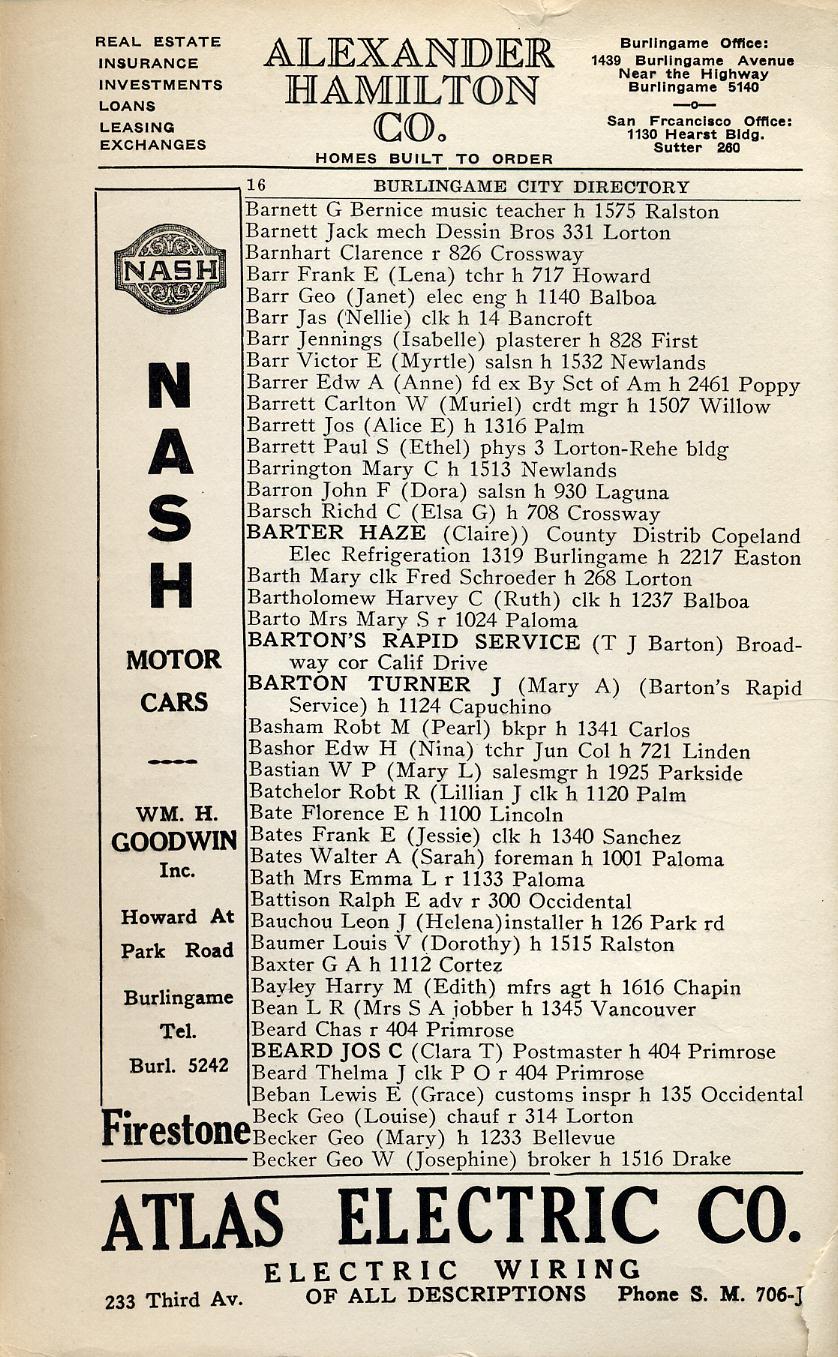 REAL ESTATE
INSURANCE
INVESTMENTS
LOANS
LEASING
EXCHANGES
ALEXANDER
HAMILTON
CO.
HOMES BUILT TO ORDER
Burlingame Office:
1439 Burlingame Avenue
Near the Highway
Burlingame 5140
—o—
San Frcancisco Office:
1130 Hearst Bldg.
Sutter 260
NASH
N
A
S
H
MOTOR
CARS
WM. H.
GOODWIN
Inc.
Howard At
Park Road
Burlingame
Tel.
Burl. 5242
Firestone
16 BURLINGAME CITY DIRECTORY
Barnett G Bernice music teacher h 1575 Ralston
Barnett Jack mech Dessin Bros 331 Lorton
Barnhart Clarence r 826 Crossway
Barr Frank E (Lena) tchr h 717 Howard
Barr Geo (Janet) elec eng h 1140 Balboa
Barr Jas (Nellie) clk h 14 Bancroft
Barr Jennings (Isabelle) plasterer h 828 First
Barr Victor E (Myrtle) salsn h 1532 Newlands
Barrer Edw A (Anne) fd ex By Sct of Am h 2461 Poppy
Barrett Carlton W (Muriel) crdt mgr h 1507 Willow
Barrett Jos (Alice E) h 1316 Palm
Barrett Paul S (Ethel) phys 3 Lorton-Rehe bldg
Barrington Mary C h 1513 Newlands
Barron John F (Dora) salsn h 930 Laguna
Barsch Richd C (Elsa G) h 708 Crossway
BARTER HAZE (Claire)) County Distrib Copeland
Elec Refrigeration 1319 Burlingame h 2217 Easton
Barth Mary clk Fred Schroeder h 268 Lorton
Bartholomew Harvey C (Ruth) clk h 1237 Balboa
Barto Mrs Mary S r 1024 Paloma
BARTON'S RAPID SERVICE (T J Barton) Broad-
way cor Calif Drive
BARTON TURNER J (Mary A) (Barton's Rapid
Service) h 1124 Capuchino
Basham Robt M (Pearl) bkpr h 1341 Carlos
Bashor Edw H (Nina) tchr Jun Col h 721 Linden
Bastian W P (Mary L) salesmgr h 1925 Parkside
Batchelor Robt R (Lillian J clk h 1120 Palm
Bate Florence E h 1100 Lincoln
Bates Frank E (Jessie) clk h 1340 Sanchez
Bates Walter A (Sarah) foreman h 1001 Paloma
Bath Mrs Emma L r 1133 Paloma
Battison Ralph E adv r 300 Occidental
Bauchou Leon J (Helena)installer h 126 Park rd
Baumer Louis V (Dorothy) h 1515 Ralston
Baxter G A h 1112 Cortez
Bayley Harry M (Edith) mfrs agt h 1616 Chapin
Bean L R (Mrs S A jobber h 1345 Vancouver
Beard Chas r 404 Primrose
BEARD JOS C (Clara T) Postmaster h 404 Primrose
Beard Thelma J clk P O r 404 Primrose
Beban Lewis E (Grace) customs inspr h 135 Occidental
Beck Geo (Louise) chauf r 314 Lorton
Becker Geo (Mary) h 1233 Bellevue
Becker Geo W (Josephine) broker h 1516 Drake
ATLAS ELECTRIC CO.
ELECTRIC WIRING
233 Third Av. OF ALL DESCRIPTIONS Phone S. M. 706-J